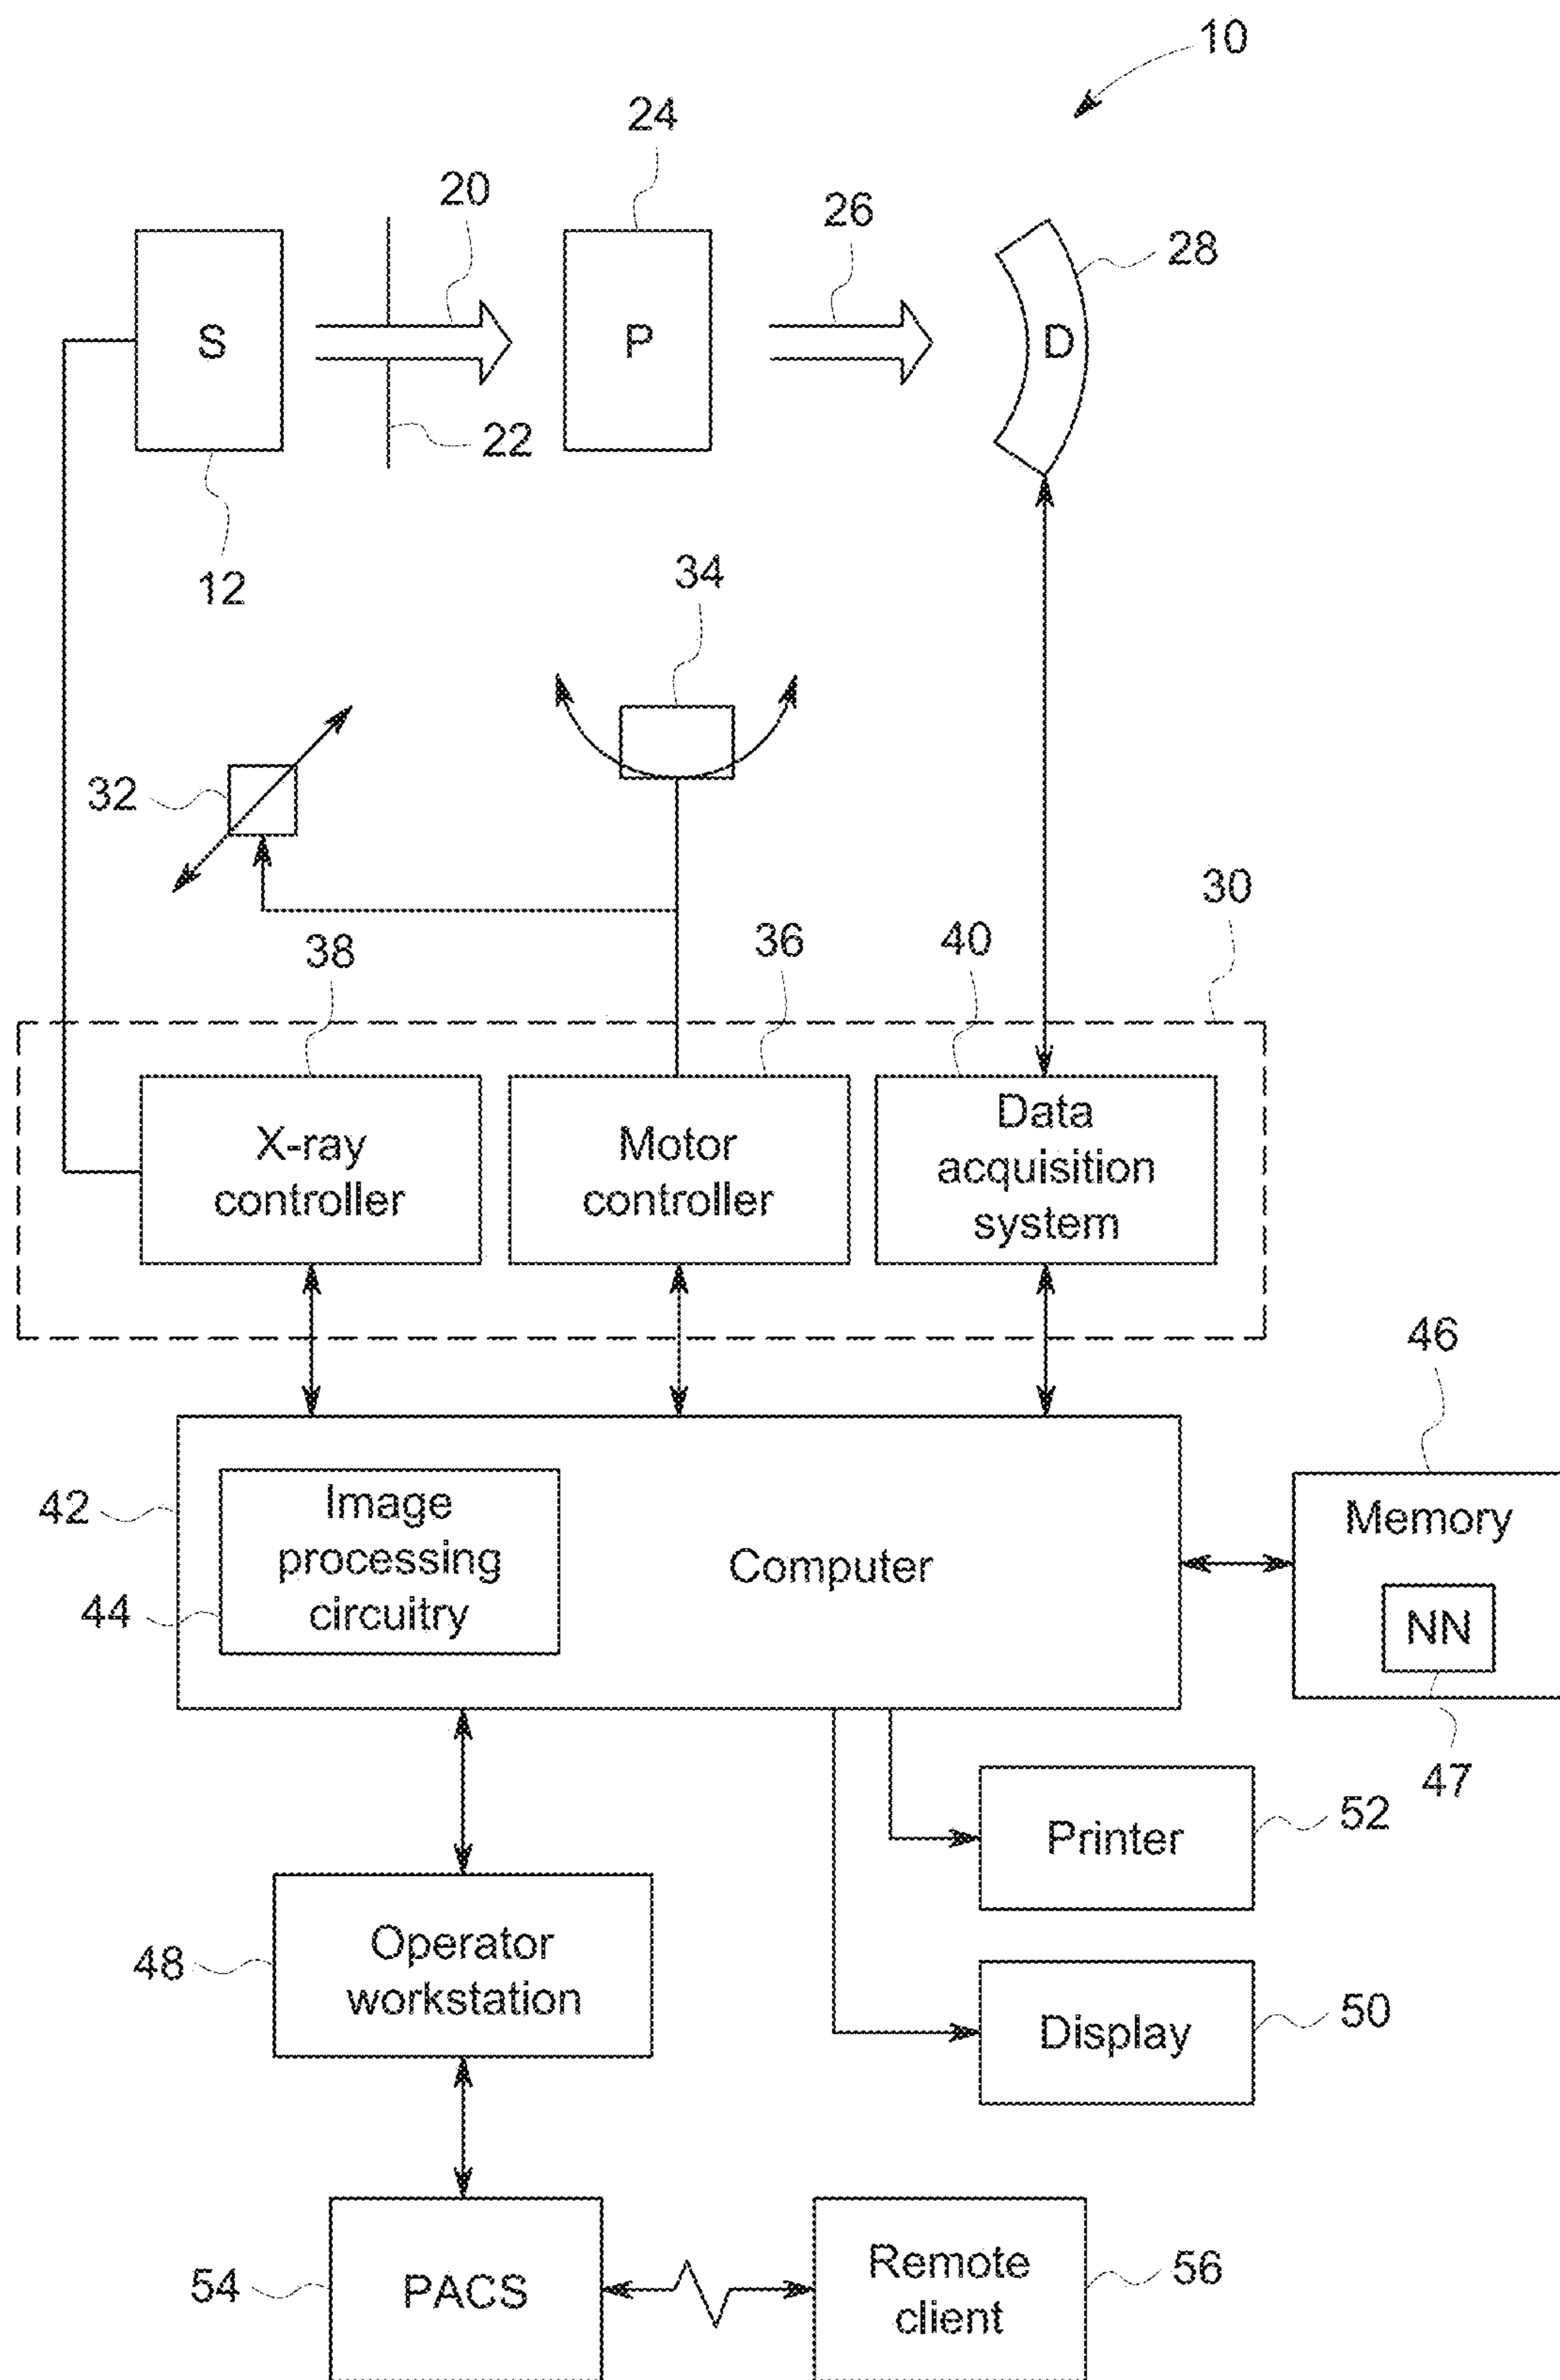 10
24
20
26
28
S
P
D
22
12
34
32
30
38
36
40
X-ray
controller
Motor
controller
Data
acquisition
system
46
42
Image
processing
circuitry
44
Computer
Memory
NN
47
Printer
52
48
Operator
workstation
Display
50
54
PACS
Remote
client
56